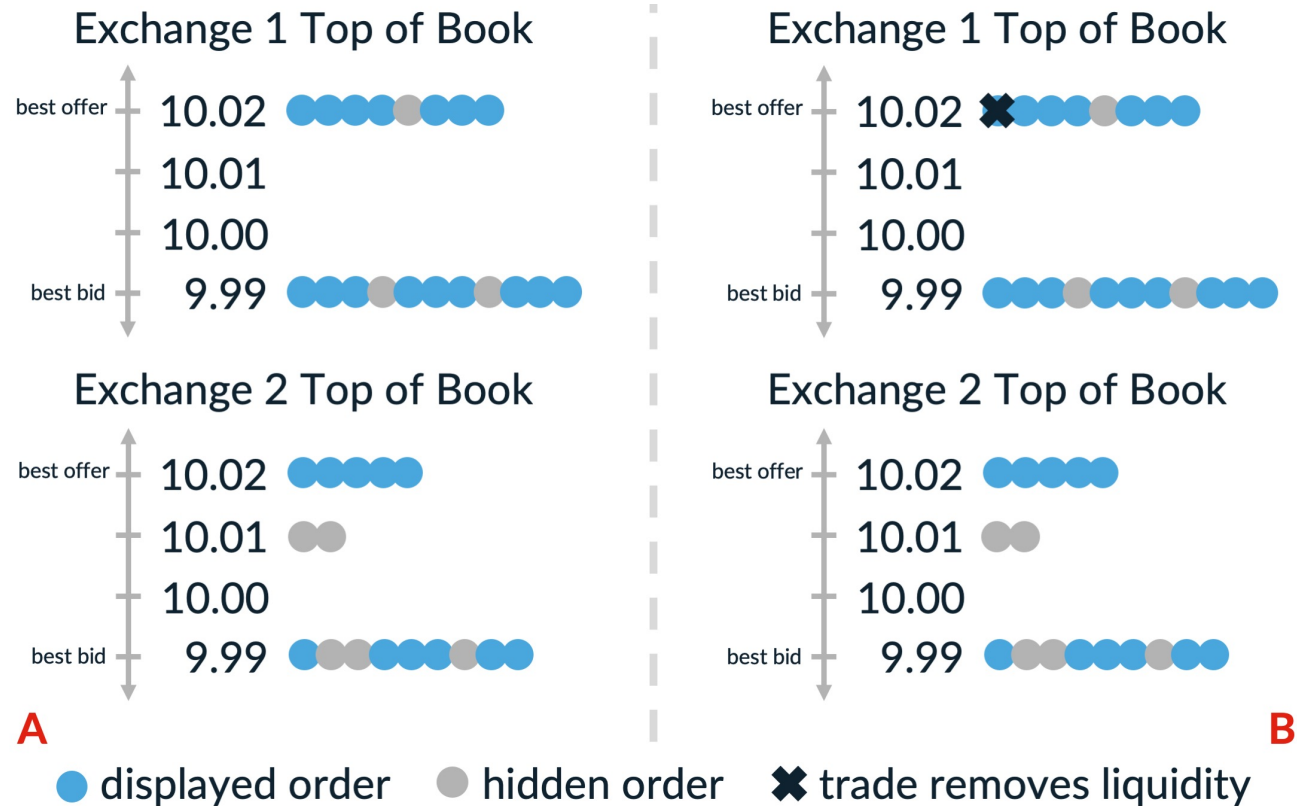 Exchange 1 Top of Book
best offer 10.02
10.01
10.00
best bid 9.99
Exchange 2 Top of Book
best offer 10.02
10.01
10.00
best bid 9.99
A
Exchange 1 Top of Book
best offer 10.02
10.01
10.00
best bid 9.99
Exchange 2 Top of Book
best offer 10.02
10.01
10.00
best bid 9.99
B
displayed order hidden order trade removes liquidity